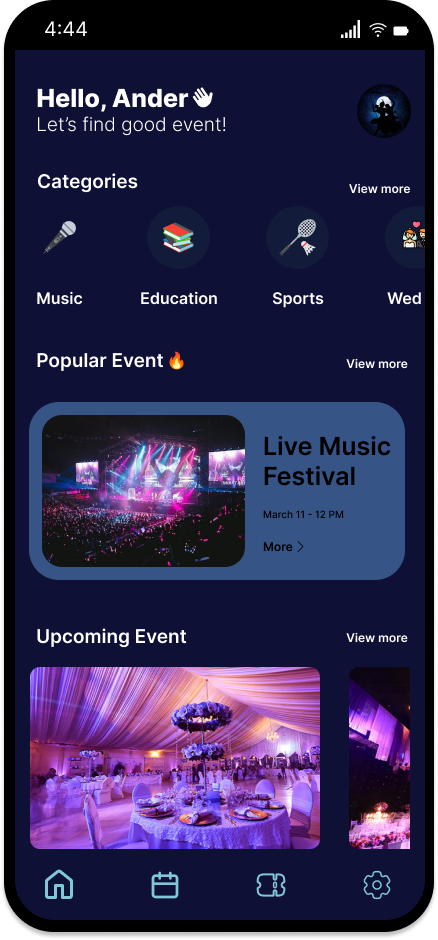 4:44
Hello, Ander👋
Let's find good event!
Categories
View more
Music
Education
Sports
Wed
Popular Event 🔥
View more
Live Music
Festival
March 11 - 12 PM
More >
Upcoming Event
View more